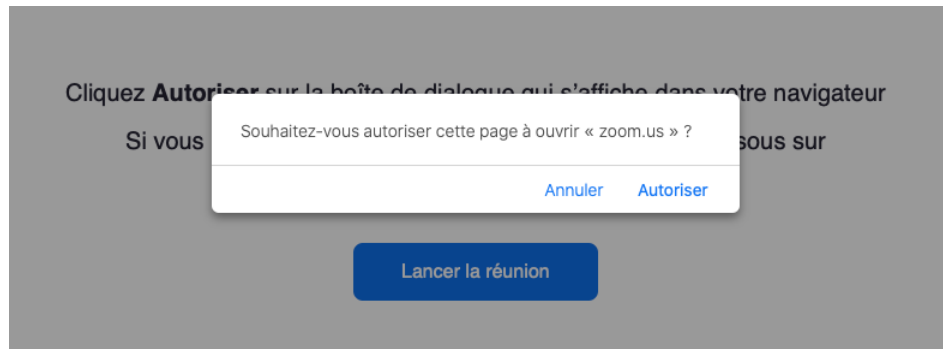 Cliquez Autoriser sur la boîte de dialogue qui s'affiche dans votre navigateur
Souhaitez-vous autoriser cette page à ouvrir « zoom.us » ?
Si vous sous sur
Annuler Autoriser
Lancer la réunion